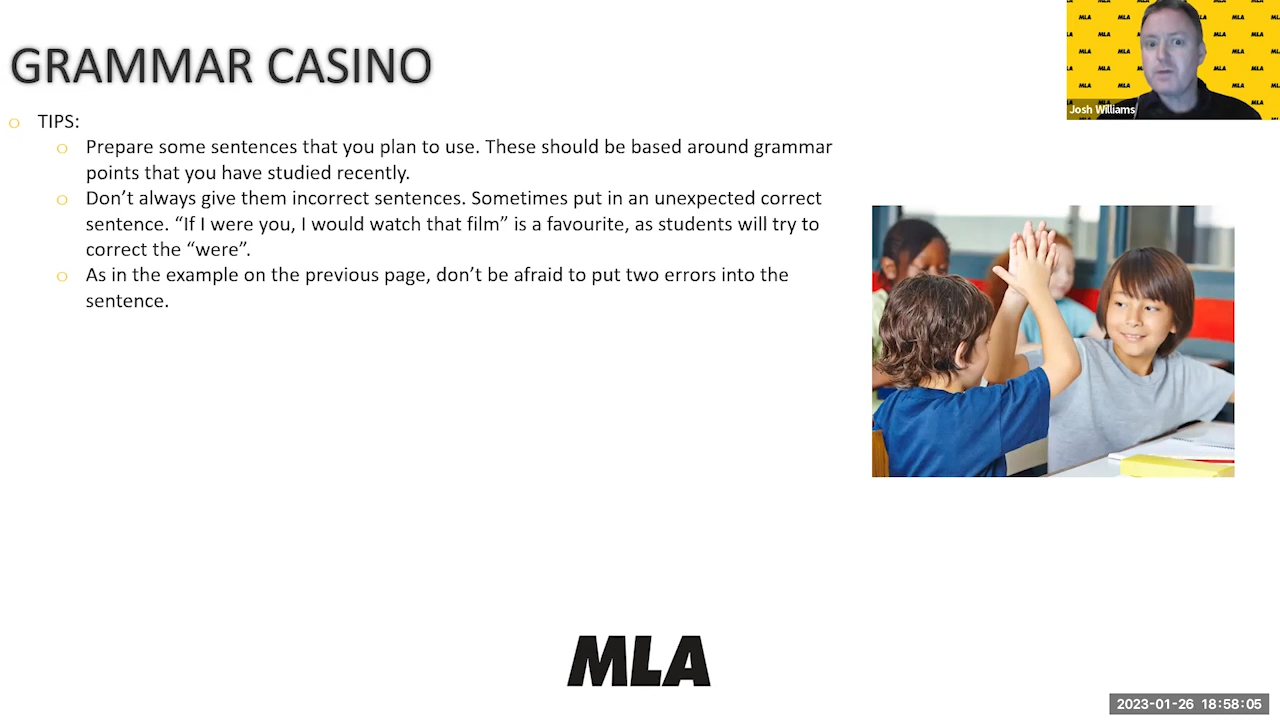 GRAMMAR CASINO
o TIPS:
o Prepare some sentences that you plan to use. These should be based around grammar
points that you have studied recently.
o Don’t always give them incorrect sentences. Sometimes put in an unexpected correct
sentence. “If I were you, I would watch that film” is a favourite, as students will try to
correct the “were”.
o As in the example on the previous page, don’t be afraid to put two errors into the
sentence.
MLA
Josh Williams
MLA
2023-01-26 18:58:05